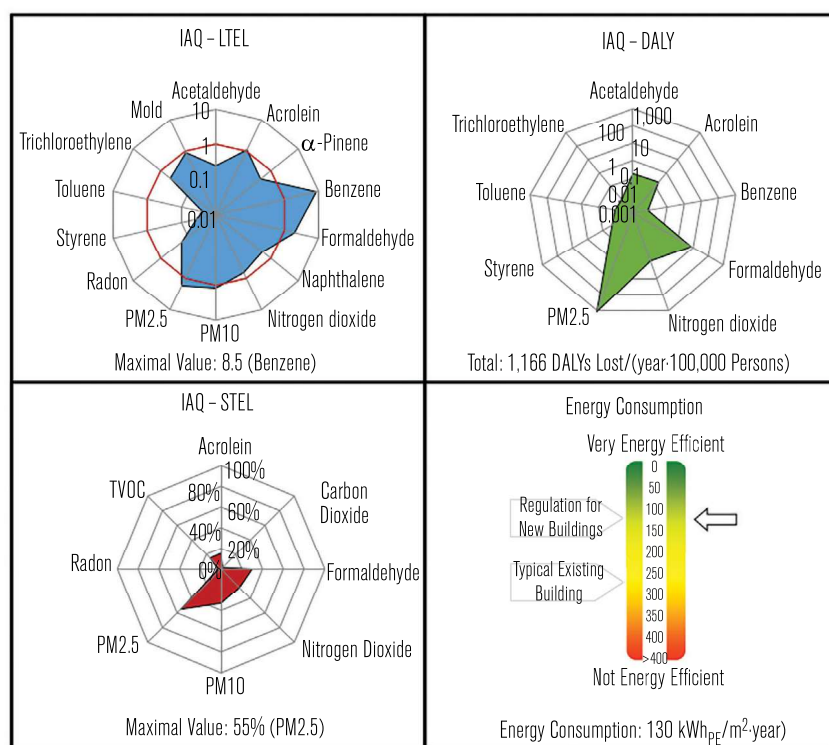 IAQ – LTEL
Acetaldehyde
Mold
10
Acrolein
Trichloroethylene
1
α-Pinene
Toluene
0.1
Benzene
0.01
Styrene
Formaldehyde
Radon
Naphthalene
PM2.5
Nitrogen dioxide
PM10
Maximal Value: 8.5 (Benzene)
IAQ – DALY
Acetaldehyde
1,000
Trichloroethylene
100
10
Acrolein
1
Toluene
0.1
0.01
0.001
Benzene
Styrene
Formaldehyde
PM2.5
Nitrogen dioxide
Total: 1,166 DALYs Lost/(year·100,000 Persons)
IAQ – STEL
Acrolein
100%
TVOC
80%
Carbon
Dioxide
60%
40%
20%
Radon
0%
Formaldehyde
PM2.5
Nitrogen Dioxide
PM10
Maximal Value: 55% (PM2.5)
Energy Consumption
Very Energy Efficient
0
50
100
Regulation for
New Buildings
150
200
Typical Existing
Building
250
300
350
400
>400
Not Energy Efficient
Energy Consumption: 130 kWhPE/m²·year)